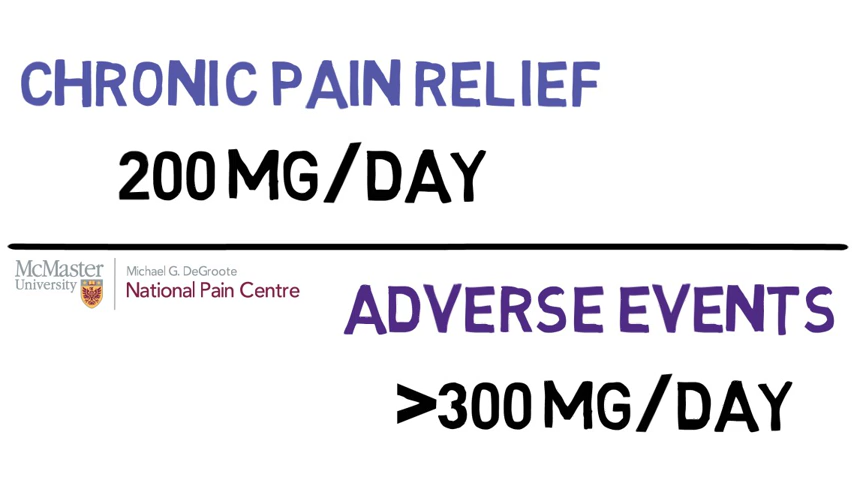 CHRONIC PAIN RELIEF
200 MG/DAY
McMaster
University
Michael G. DeGroote
National Pain Centre
ADVERSE EVENTS
>300 MG/DAY